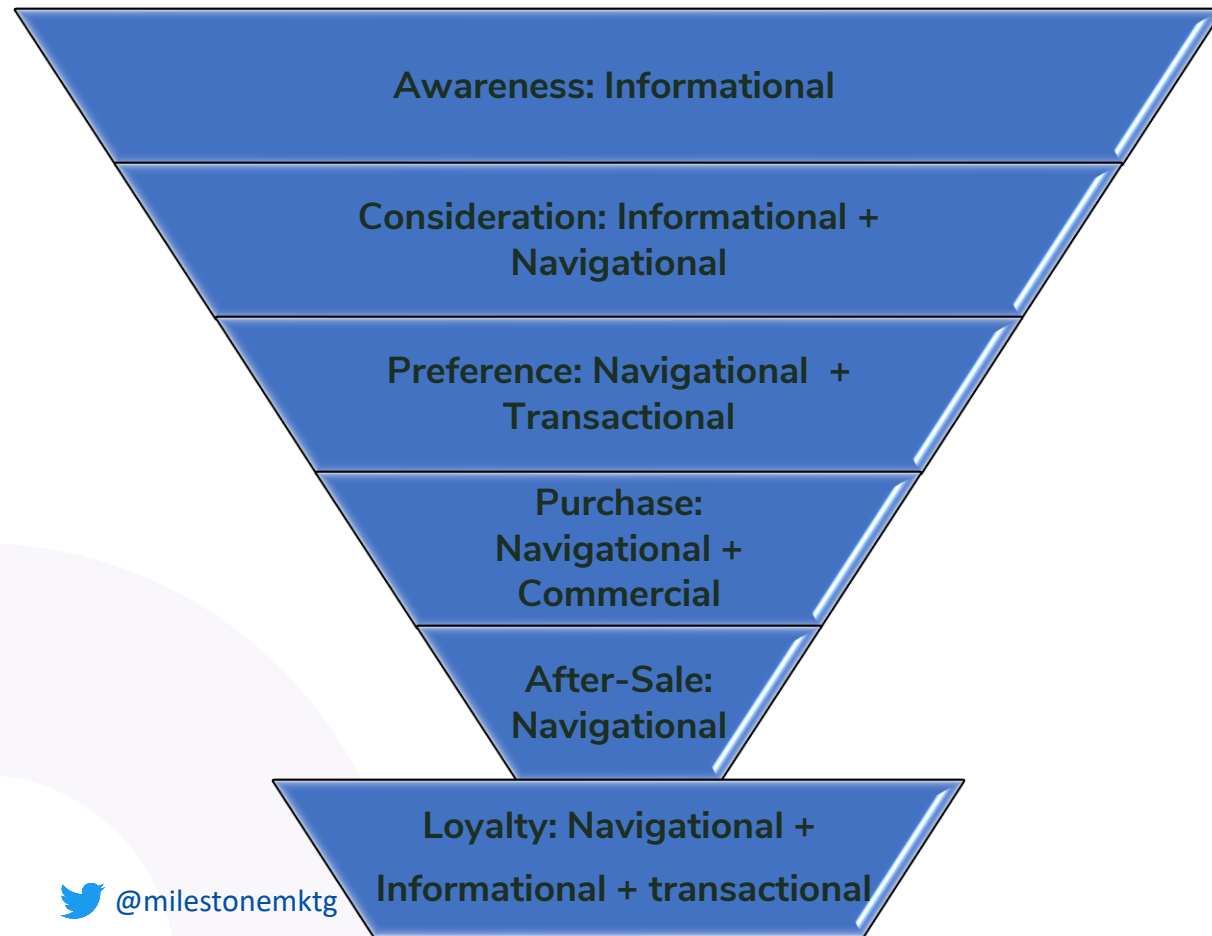 Awareness: Informational
Consideration: Informational +
Navigational
Preference: Navigational +
Transactional
Purchase:
Navigational +
Commercial
After-Sale:
Navigational
Loyalty: Navigational +
Informational + transactional
@milestonemktg